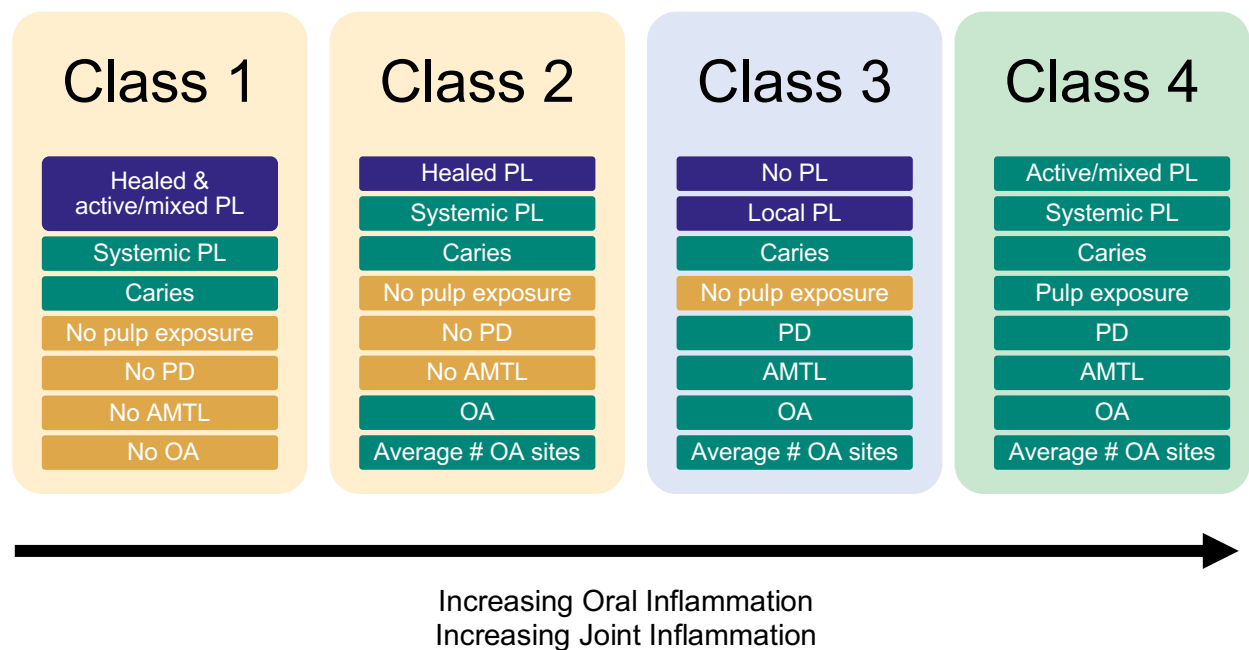 Class 1
Healed &
active/mixed PL
Systemic PL
Caries
No pulp exposure
No PD
No AMTL
No OA
Class 2
Healed PL
Systemic PL
Caries
No pulp exposure
No PD
No AMTL
OA
Average # OA sites
Class 3
No PL
Local PL
Caries
No pulp exposure
PD
AMTL
OA
Average # OA sites
Class 4
Active/mixed PL
Systemic PL
Caries
Pulp exposure
PD
AMTL
OA
Average # OA sites
Increasing Oral Inflammation
Increasing Joint Inflammation